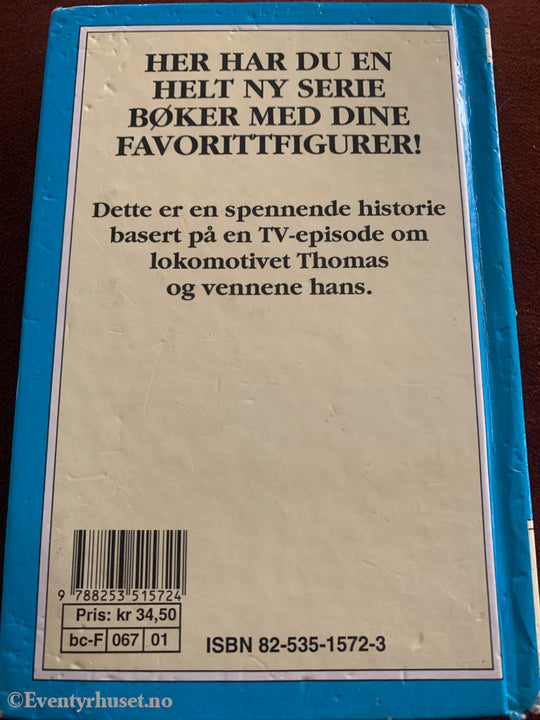 HER HAR DU EN
HELT NY SERIE
BØKER MED DINE
FAVORITTFIGURER!
Dette er en spennende historie
basert på en TV-episode om
lokomotivet Thomas
og vennene hans.
9 788253 515724
Pris: kr 34,50
bc-F 067 01
ISBN 82-535-1572-3
©Eventyrhuset.no